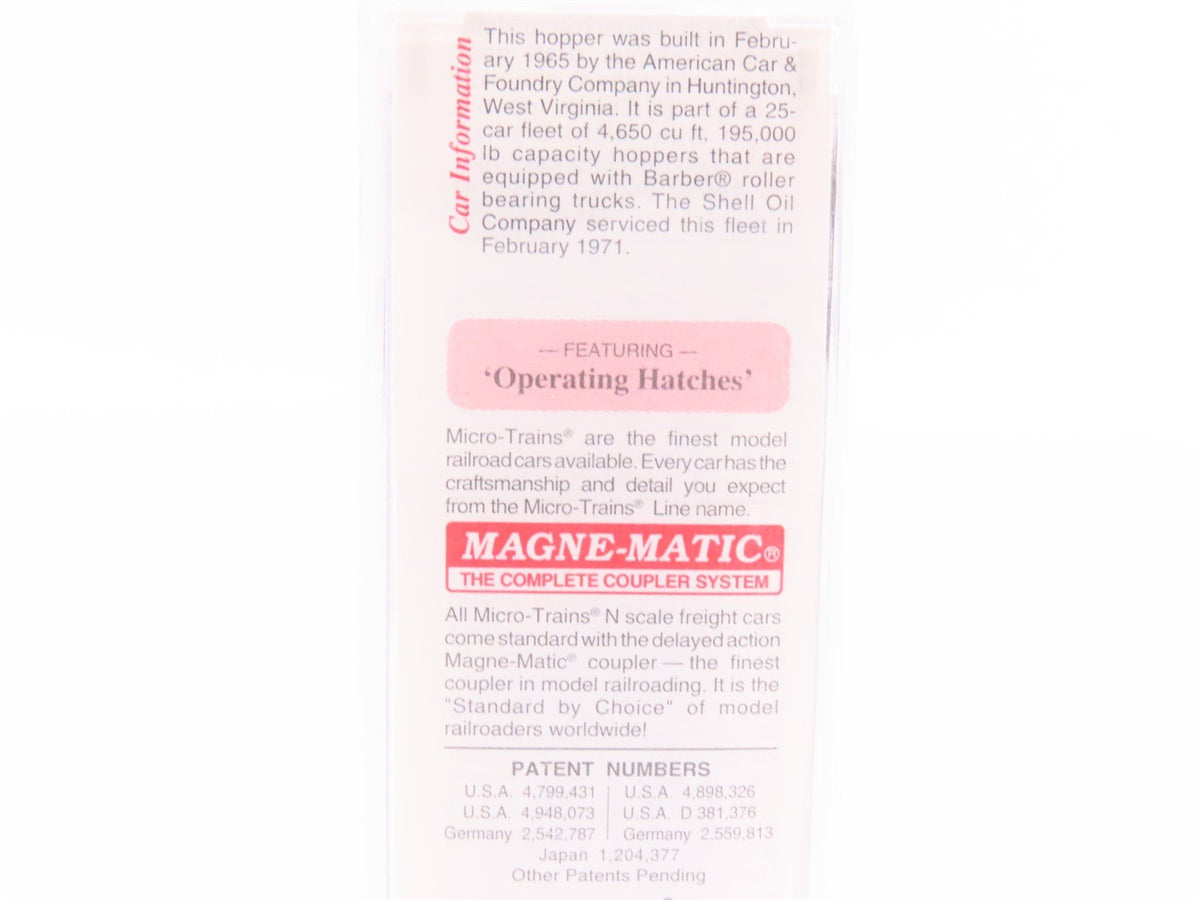 Car Information
This hopper was built in Febru-
ary 1965 by the American Car &
Foundry Company in Huntington,
West Virginia. It is part of a 25-
car fleet of 4,650 cu ft, 195,000
lb capacity hoppers that are
equipped with Barber® roller
bearing trucks. The Shell Oil
Company serviced this fleet in
February 1971.
— FEATURING —
‘Operating Hatches’
Micro-Trains® are the finest model
railroad cars available. Every car has the
craftsmanship and detail you expect
from the Micro-Trains® Line name.
MAGNE-MATIC®
THE COMPLETE COUPLER SYSTEM
All Micro-Trains® N scale freight cars
come standard with the delayed action
Magne-Matic® coupler — the finest
coupler in model railroading. It is the
"Standard by Choice" of model
railroaders worldwide!
PATENT NUMBERS
U.S.A. 4,799,431 U.S.A. 4,898,326
U.S.A. 4,948,073 U.S.A. D 381,376
Germany 2,542,787 Germany 2,559,813
Japan 1,204,377
Other Patents Pending